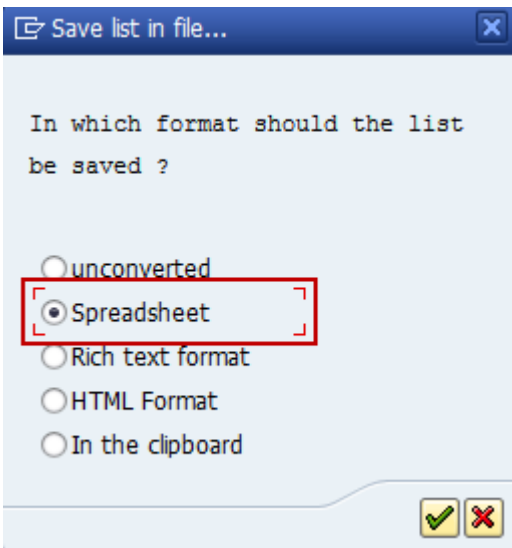 Save list in file...
In which format should the list
be saved ?
unconverted
Spreadsheet
Rich text format
HTML Format
In the clipboard